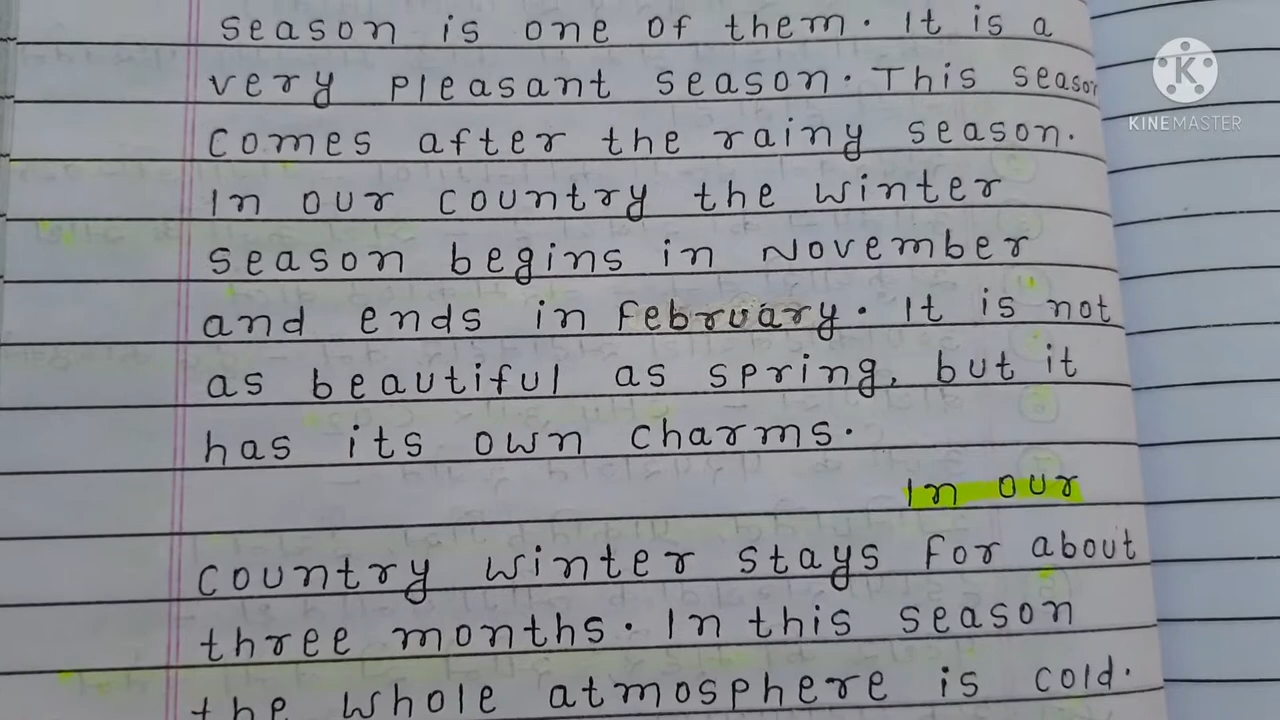 season is one of them. It is a
very pleasant season. This season
comes after the rainy season.
In our country the winter
season begins in November
and ends in February. It is not
as beautiful as spring, but it
has its own charms.
In our
country winter stays for about
three months. In this season
the whole atmosphere is cold.
KINEMASTER